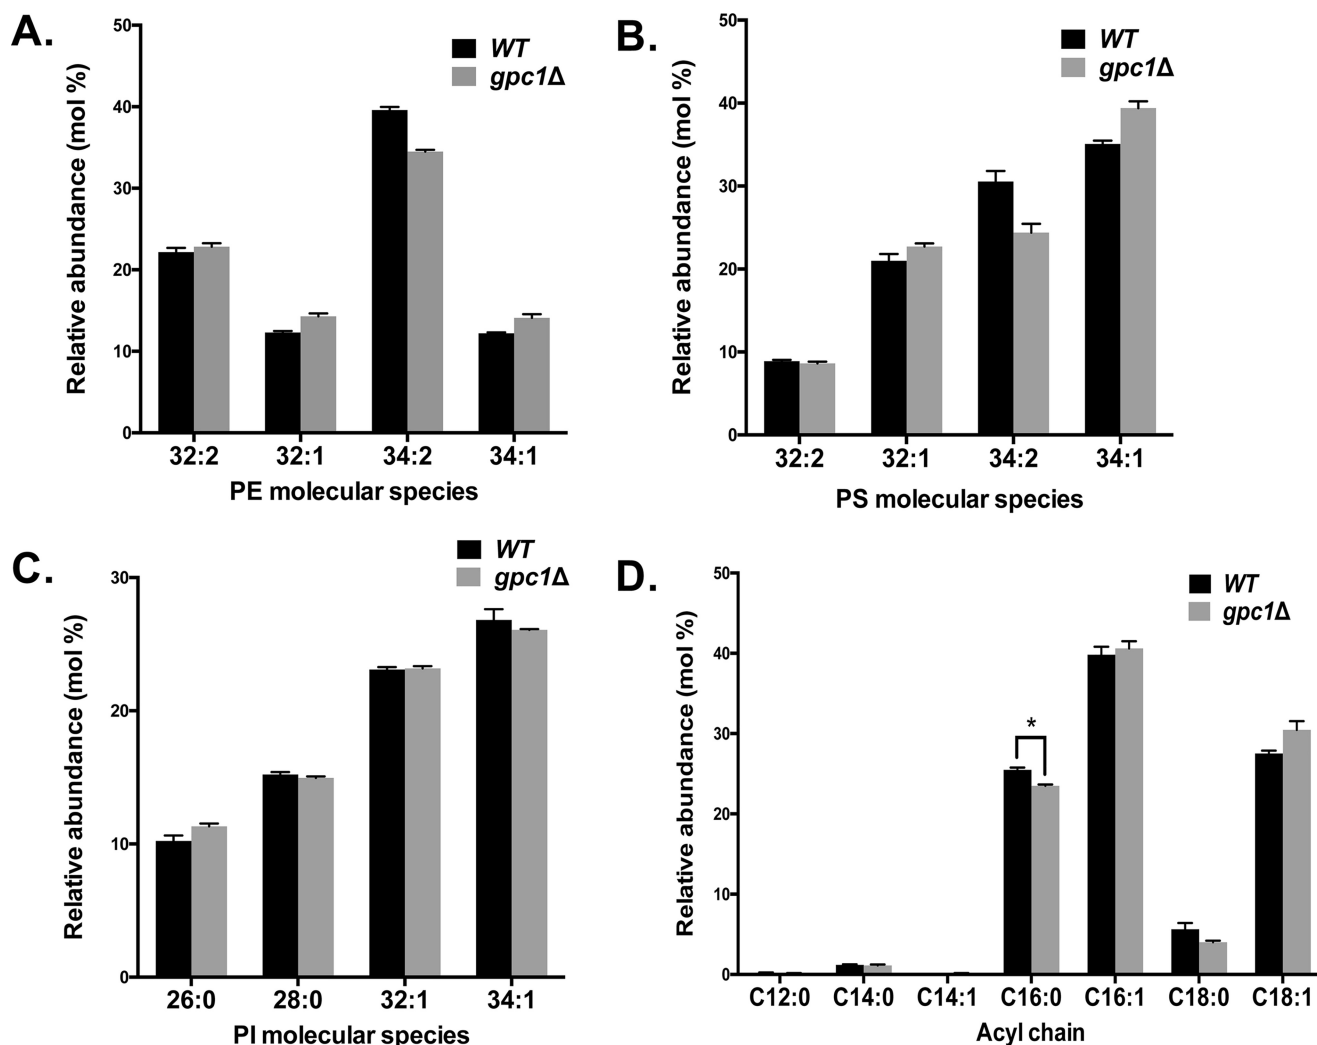 A.
WT
gpc1Δ
Relative abundance (mol %)
50
40
30
20
10
0
32:2 32:1 34:2 34:1
PE molecular species
B.
WT
gpc1Δ
Relative abundance (mol %)
50
40
30
20
10
0
32:2 32:1 34:2 34:1
PS molecular species
C.
WT
gpc1Δ
Relative abundance (mol %)
30
20
10
0
26:0 28:0 32:1 34:1
PI molecular species
D.
WT
gpc1Δ
Relative abundance (mol %)
50
40
30
20
10
0
*
C12:0 C14:0 C14:1 C16:0 C16:1 C18:0 C18:1
Acyl chain